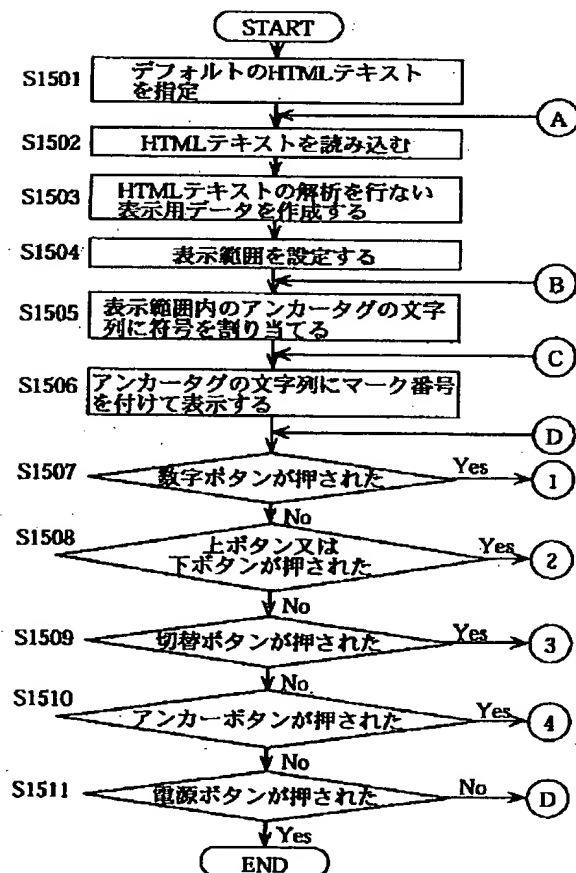 START
S1501
デフォルトのHTMLテキスト
を指定
A
S1502
HTMLテキストを読み込む
S1503
HTMLテキストの解析を行ない
表示用データを作成する
S1504
表示範囲を設定する
B
S1505
表示範囲内のアンカータグの文字
列に符号を割り当てる
C
S1506
アンカータグの文字列にマーク番号
を付けて表示する
D
S1507
数字ボタンが押された
Yes
1
No
S1508
上ボタン又は
下ボタンが押された
Yes
2
No
S1509
切替ボタンが押された
Yes
3
No
S1510
アンカーボタンが押された
Yes
4
No
S1511
電源ボタンが押された
No
D
Yes
END